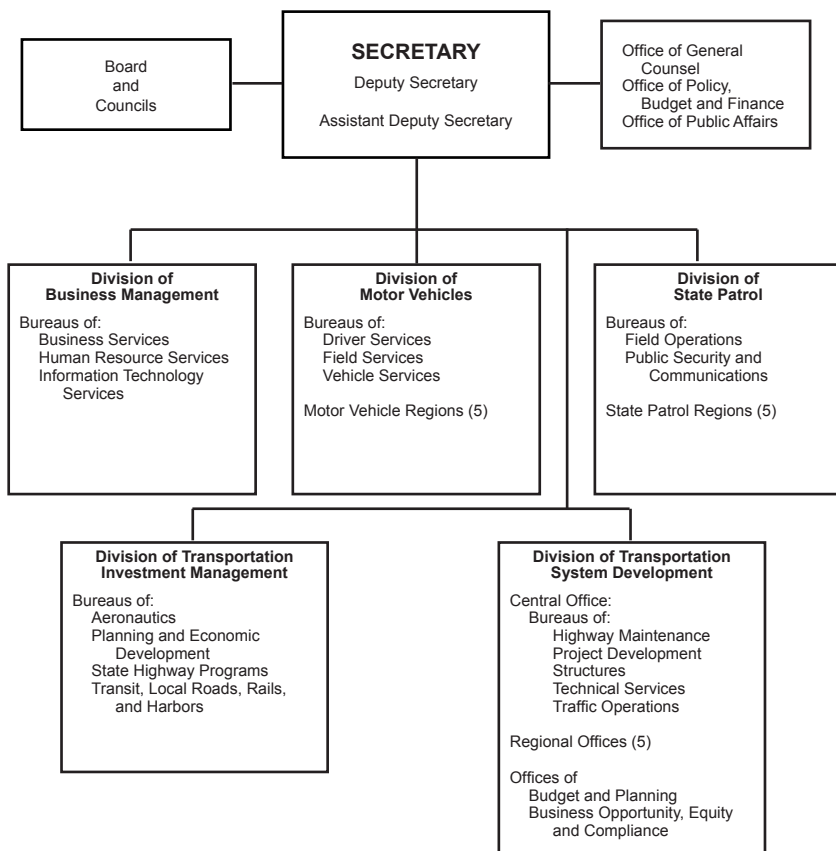 Board
and
Councils
SECRETARY
Deputy Secretary
Assistant Deputy Secretary
Office of General
Counsel
Office of Policy,
Budget and Finance
Office of Public Affairs
Division of
Business Management
Bureaus of:
Business Services
Human Resource Services
Information Technology
Services
Division of
Motor Vehicles
Bureaus of:
Driver Services
Field Services
Vehicle Services
Motor Vehicle Regions (5)
Division of
State Patrol
Bureaus of:
Field Operations
Public Security and
Communications
State Patrol Regions (5)
Division of Transportation
Investment Management
Bureaus of:
Aeronautics
Planning and Economic
Development
State Highway Programs
Transit, Local Roads, Rails,
and Harbors
Division of Transportation
System Development
Central Office:
Bureaus of:
Highway Maintenance
Project Development
Structures
Technical Services
Traffic Operations
Regional Offices (5)
Offices of
Budget and Planning
Business Opportunity, Equity
and Compliance